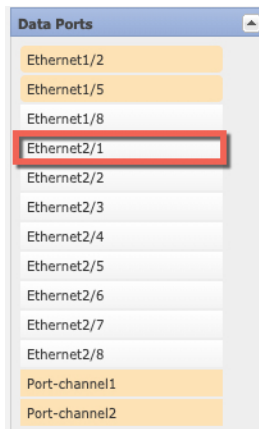 Data Ports
Ethernet1/2
Ethernet1/5
Ethernet1/8
Ethernet2/1
Ethernet2/2
Ethernet2/3
Ethernet2/4
Ethernet2/5
Ethernet2/6
Ethernet2/7
Ethernet2/8
Port-channel1
Port-channel2